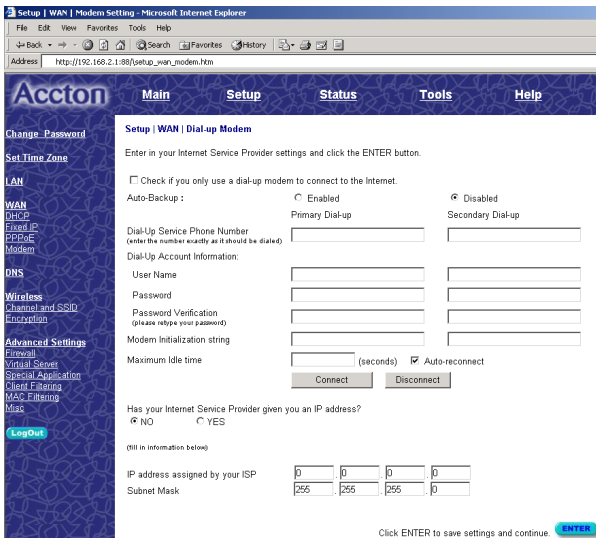 Setup | WAN | Modem Setting - Microsoft Internet Explorer
File Edit View Favorites Tools Help
Back Search Favorites History
Address http://192.168.2.1:88/\setup_wan_modem.htm
Accton Main Setup Status Tools Help
Change Password
Set Time Zone
LAN
WAN
DHCP
Fixed IP
PPPoE
Modem
DNS
Wireless
Channel and SSID
Encryption
Advanced Settings
Firewall
Virtual Server
Special Application
Client Filtering
MAC Filtering
Misc
LogOut
Setup | WAN | Dial-up Modem
Enter in your Internet Service Provider settings and click the ENTER button.
Check if you only use a dial-up modem to connect to the Internet.
Auto-Backup : Enabled Disabled
Primary Dial-up Secondary Dial-up
Dial-Up Service Phone Number
(enter the number exactly as it should be dialed)
Dial-Up Account Information:
User Name
Password
Password Verification
(please retype your password)
Modem Initialization string
Maximum Idle time (seconds) Auto-reconnect
Connect Disconnect
Has your Internet Service Provider given you an IP address?
NO YES
(fill in information below)
IP address assigned by your ISP 0 . 0 . 0 . 0
Subnet Mask 255 . 255 . 255 . 0
Click ENTER to save settings and continue. ENTER